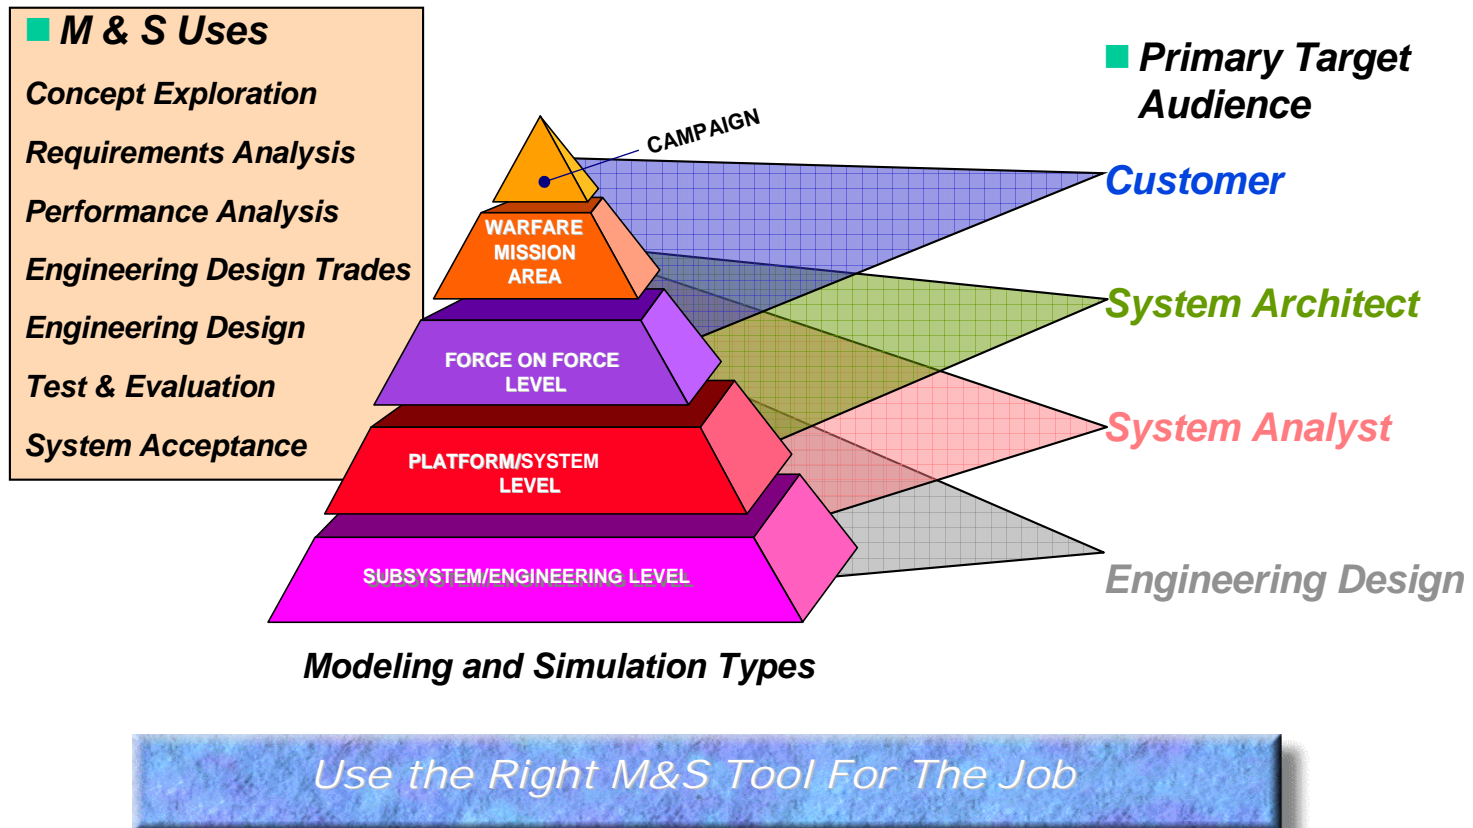 M & S Uses
Concept Exploration
Requirements Analysis
Performance Analysis
Engineering Design Trades
Engineering Design
Test & Evaluation
System Acceptance
CAMPAIGN
WARFARE
MISSION
AREA
FORCE ON FORCE
LEVEL
PLATFORM/SYSTEM
LEVEL
SUBSYSTEM/ENGINEERING LEVEL
Modeling and Simulation Types
Primary Target
Audience
Customer
System Architect
System Analyst
Engineering Design
Use the Right M&S Tool For The Job